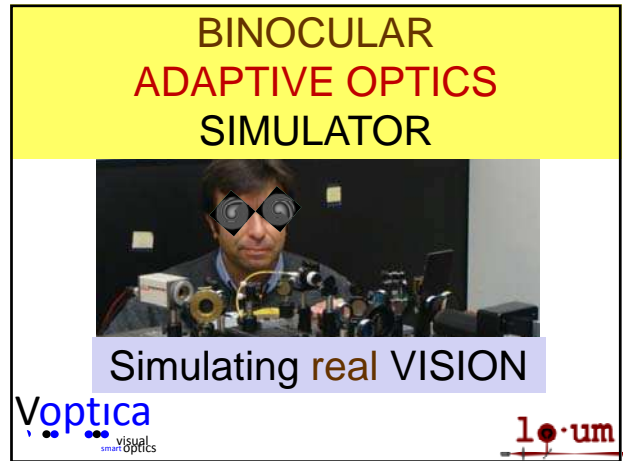 BINOCULAR
ADAPTIVE OPTICS
SIMULATOR
Simulating real VISION
Voptica
visual
smart optics
lo·um